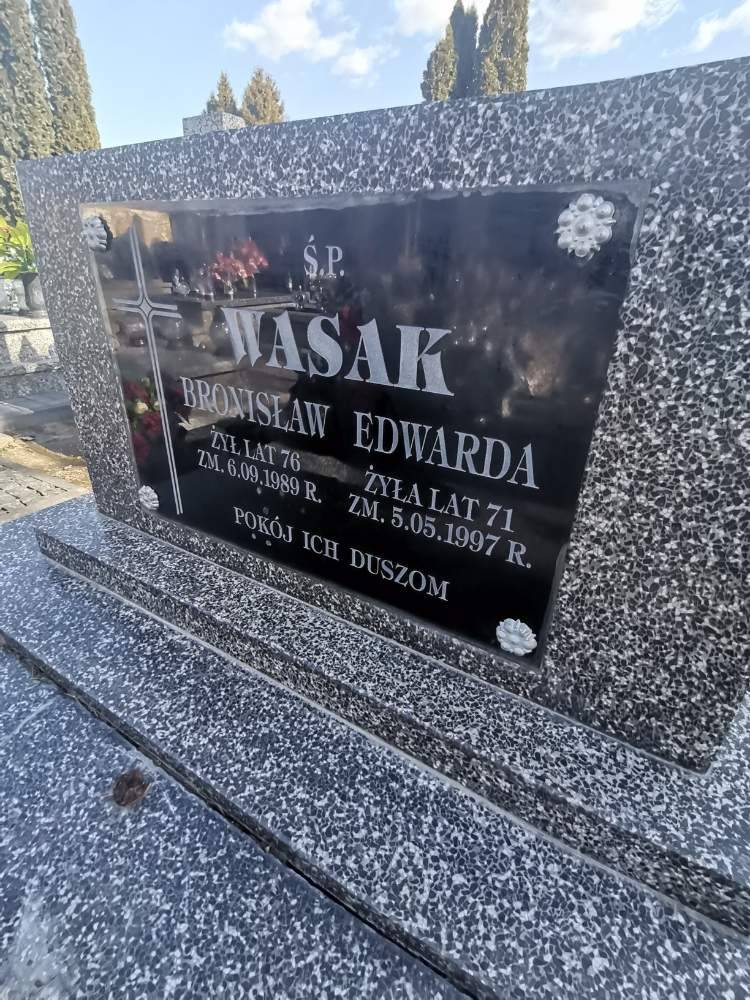 Ś.P.
WASAK
BRONISŁAW EDWARDA
ŻYŁ LAT 76 ŻYŁA LAT 71
ZM. 6.09.1989 R. ZM. 5.05.1997 R.
POKÓJ ICH DUSZOM